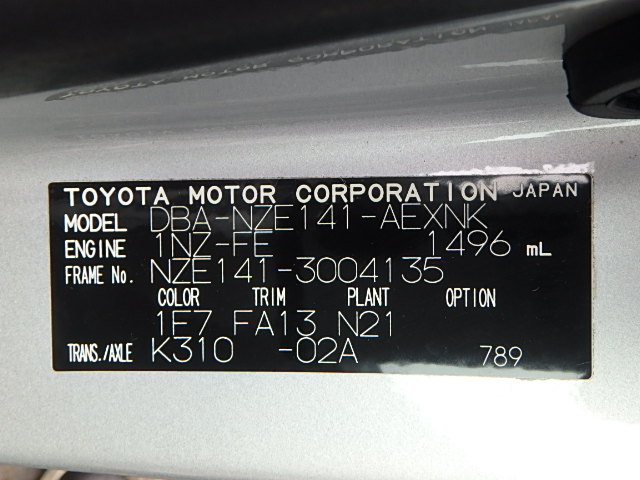 TOYOTA MOTOR CORPORATION JAPAN
MODEL DBA-NZE141-AEXNK
ENGINE 1NZ-FE 1496 mL
FRAME No. NZE141-3004135
COLOR TRIM PLANT OPTION
1E7 FA13 N21
TRANS./AXLE K310 -02A 789